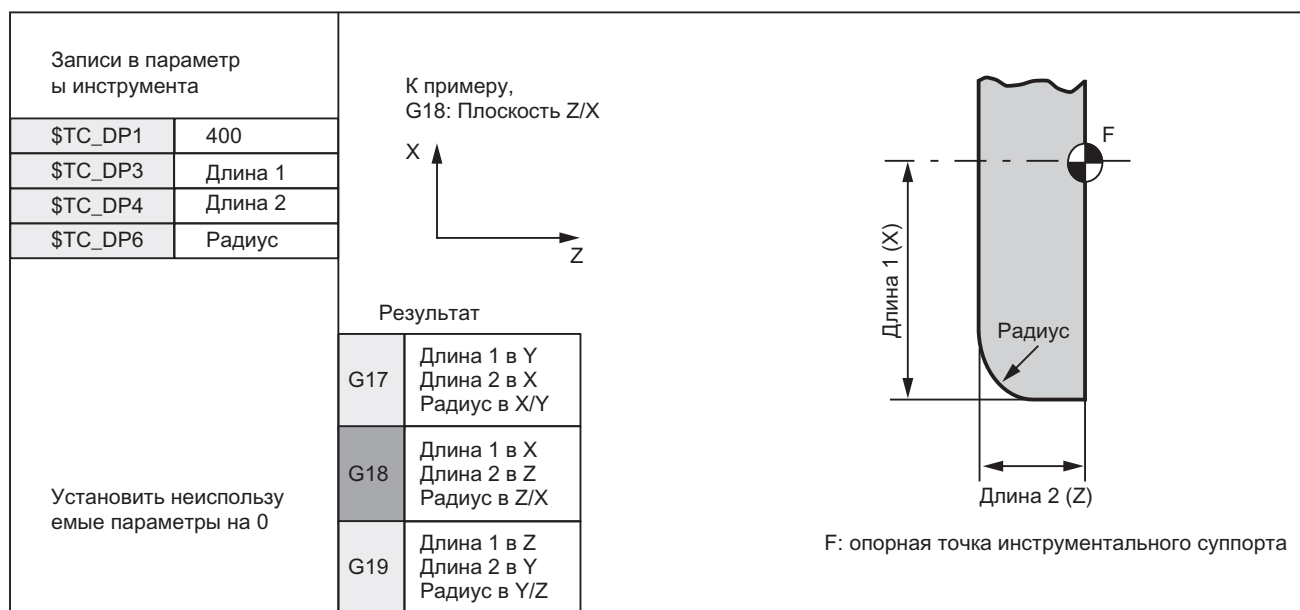 Записи в параметр
ы инструмента
$TC_DP1 400
$TC_DP3 Длина 1
$TC_DP4 Длина 2
$TC_DP6 Радиус
Установить неиспользу
емые параметры на 0
К примеру,
G18: Плоскость Z/X
X
Z
Результат
G17
Длина 1 в Y
Длина 2 в X
Радиус в X/Y
G18
Длина 1 в X
Длина 2 в Z
Радиус в Z/X
G19
Длина 1 в Z
Длина 2 в Y
Радиус в Y/Z
F
Длина 1 (X)
Радиус
Длина 2 (Z)
F: опорная точка инструментального суппорта